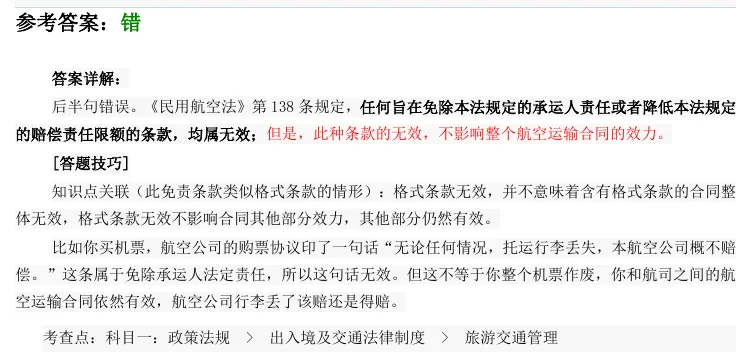 参考答案：错
答案详解：
后半句错误。《民用航空法》第 138 条规定，任何旨在免除本法规定的承运人责任或者降低本法规定
的赔偿责任限额的条款，均属无效；但是，此种条款的无效，不影响整个航空运输合同的效力。
[答题技巧]
知识点关联（此免责条款类似格式条款的情形）：格式条款无效，并不意味着含有格式条款的合同整
体无效，格式条款无效不影响合同其他部分效力，其他部分仍然有效。
比如你买机票，航空公司的购票协议印了一句话“无论任何情况，托运行李丢失，本航空公司概不赔
偿。”这条属于免除承运人法定责任，所以这句话无效。但这不等于你整个机票作废，你和航司之间的航
空运输合同依然有效，航空公司行李丢了该赔还是得赔。
考查点：科目一：政策法规 > 出入境及交通法律制度 > 旅游交通管理